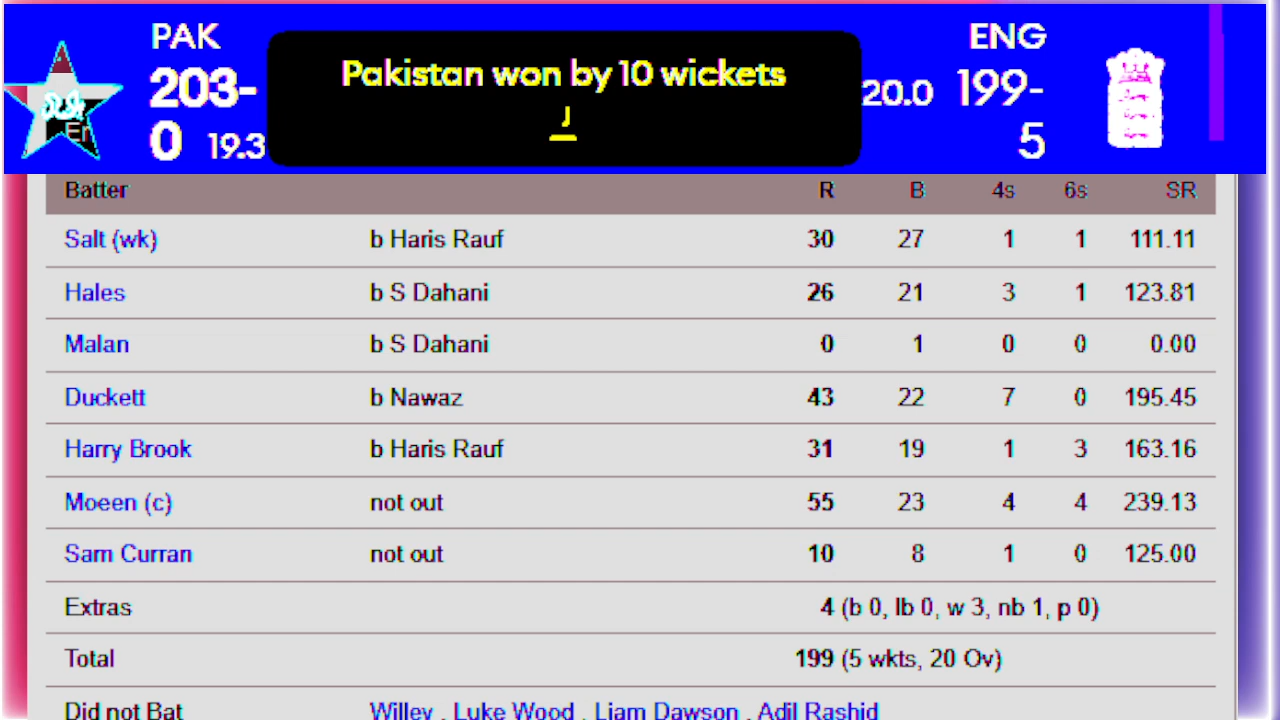 PAK
203-
0 19.3
Pakistan won by 10 wickets
ENG
20.0 199-
5
Batter R B 4s 6s SR
Salt (wk) b Haris Rauf 30 27 1 1 111.11
Hales b S Dahani 26 21 3 1 123.81
Malan b S Dahani 0 1 0 0 0.00
Duckett b Nawaz 43 22 7 0 195.45
Harry Brook b Haris Rauf 31 19 1 3 163.16
Moeen (c) not out 55 23 4 4 239.13
Sam Curran not out 10 8 1 0 125.00
Extras 4 (b 0, lb 0, w 3, nb 1, p 0)
Total 199 (5 wkts, 20 Ov)
Did not Bat Willey , Luke Wood , Liam Dawson , Adil Rashid